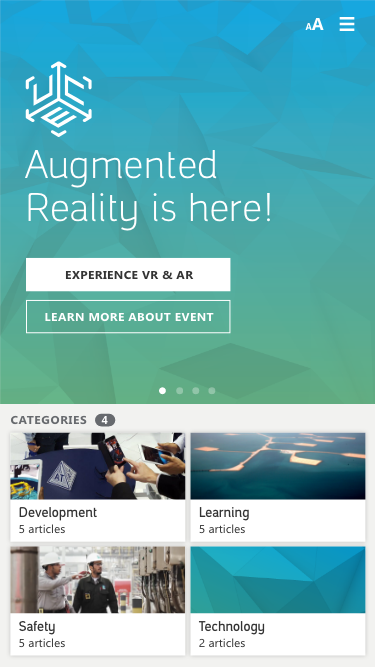 AA
Augmented
Reality is here!
EXPERIENCE VR & AR
LEARN MORE ABOUT EVENT
CATEGORIES 4
Development
5 articles
Learning
5 articles
Safety
5 articles
Technology
2 articles